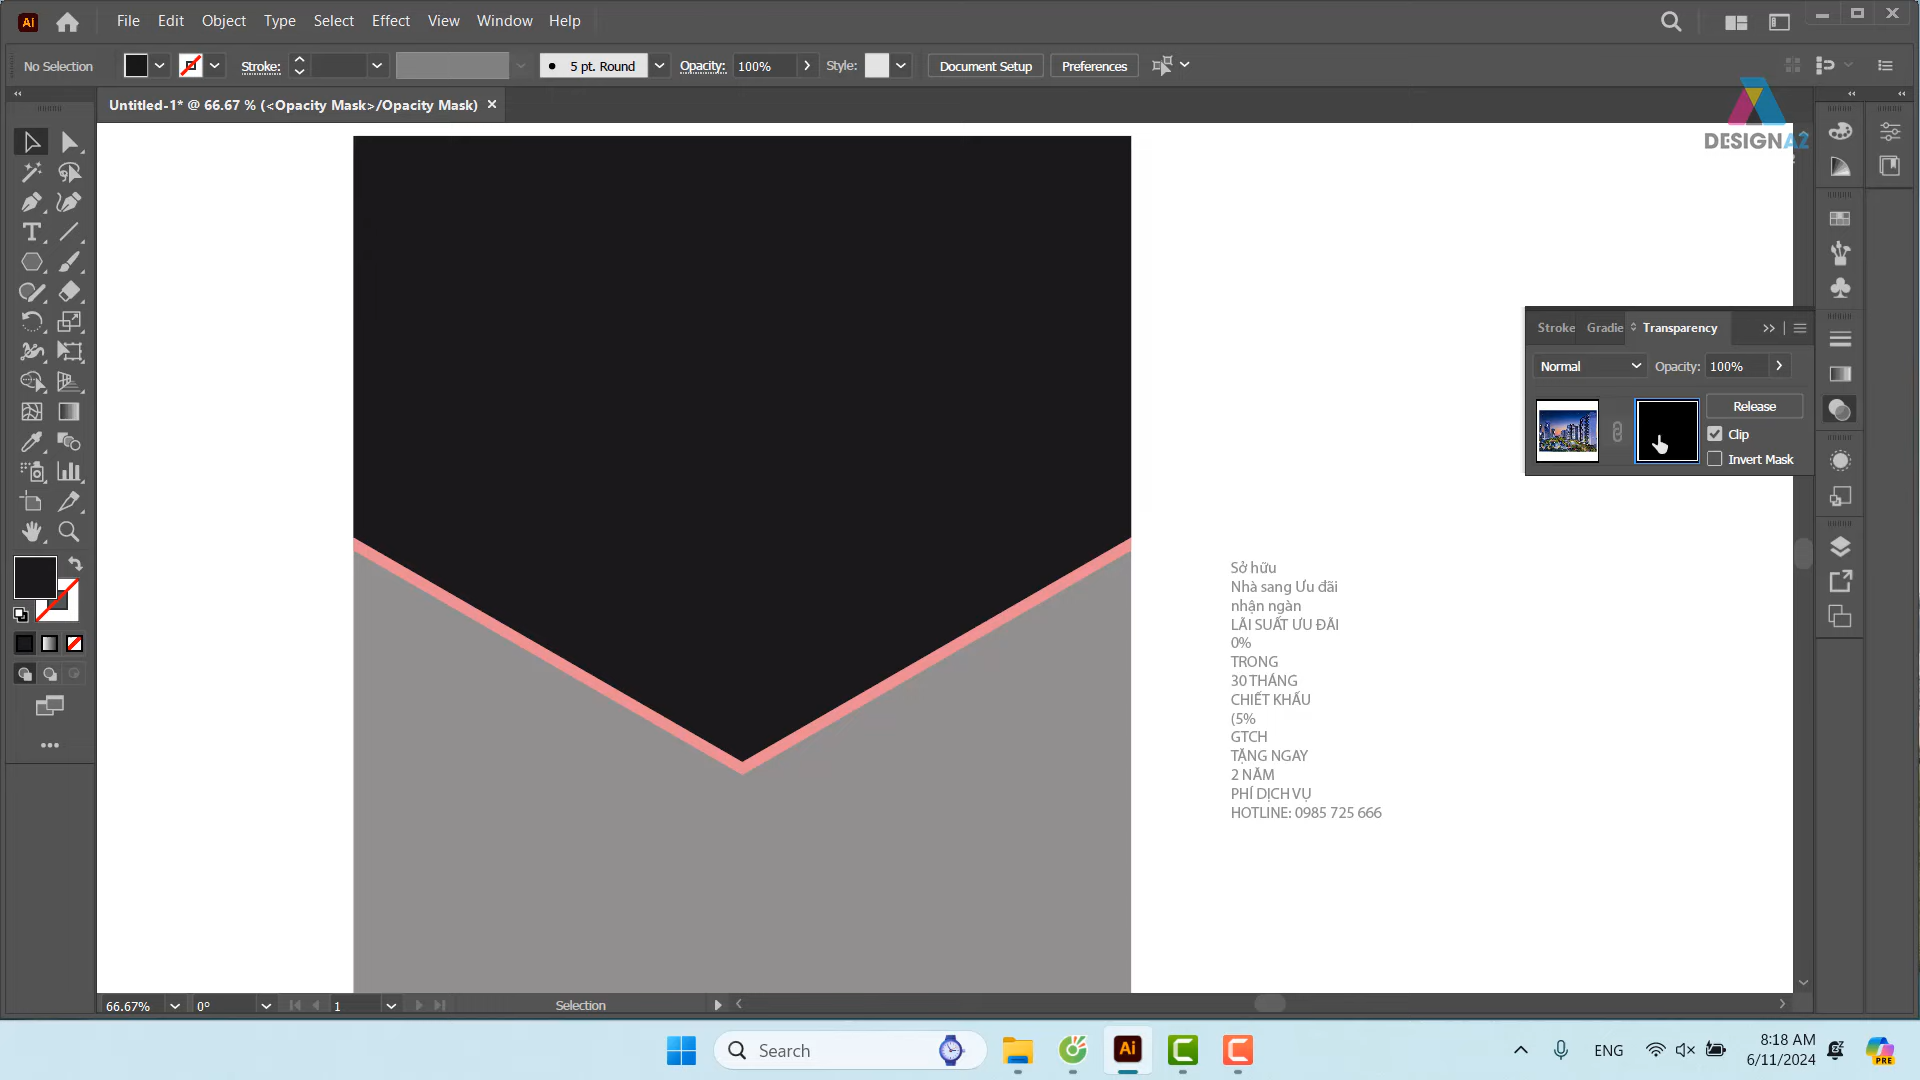 Ai
File Edit Object Type Select Effect View Window Help
No Selection Stroke: 5 pt. Round Opacity: 100% Style: Document Setup Preferences
Untitled-1* @ 66.67 % (<Opacity Mask>/Opacity Mask) ×
DESIGNA2
Stroke Gradie Transparency
Normal Opacity: 100%
Release
Clip
Invert Mask
Sở hữu
Nhà sang Ưu đãi
nhận ngàn
LÃI SUẤT ƯU ĐÃI
0%
TRONG
30 THÁNG
CHIẾT KHẤU
(5%
GTCH
TẶNG NGAY
2 NĂM
PHÍ DỊCH VỤ
HOTLINE: 0985 725 666
66.67% 0° 1 Selection
Search Ai ENG 8:18 AM
6/11/2024
PRE